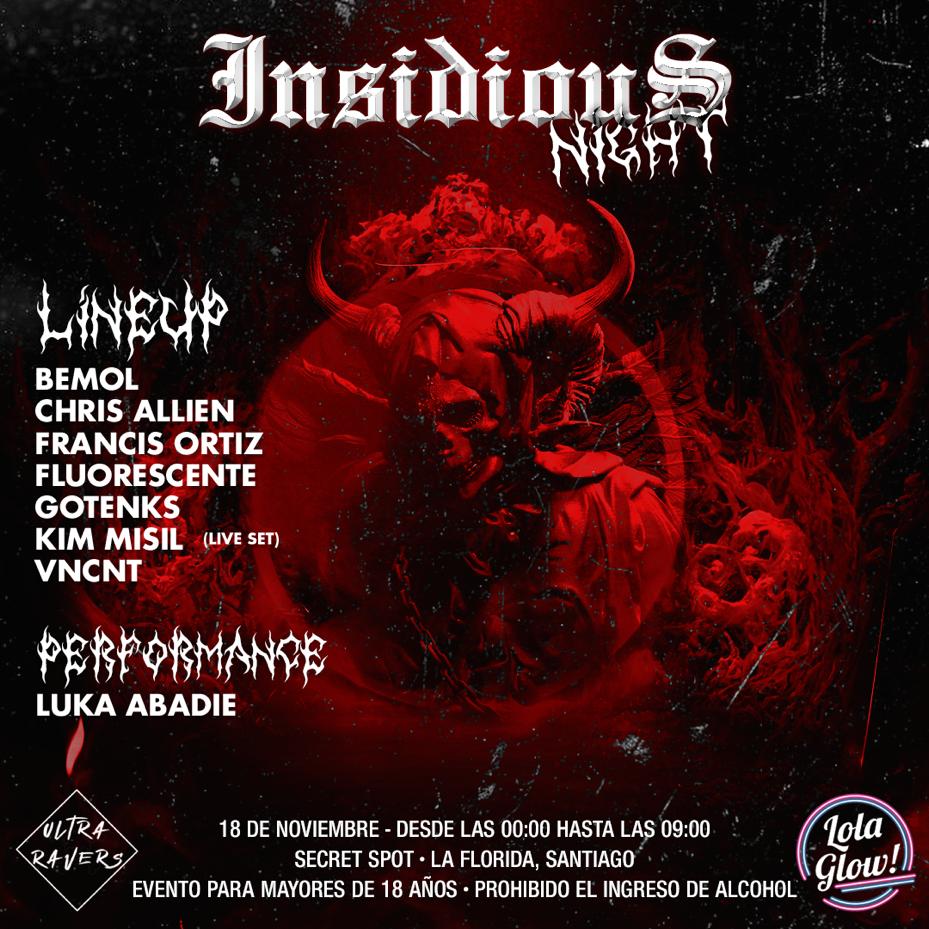 InsidiouS
NIGHT
LiNEUP
BEMOL
CHRIS ALLIEN
FRANCIS ORTIZ
FLUORESCENTE
GOTENKS
KIM MISIL (LIVE SET)
VNCNT
PERFORMANCE
LUKA ABADIE
ULTRA
RAVERS
18 DE NOVIEMBRE - DESDE LAS 00:00 HASTA LAS 09:00
SECRET SPOT • LA FLORIDA, SANTIAGO
EVENTO PARA MAYORES DE 18 AÑOS • PROHIBIDO EL INGRESO DE ALCOHOL
Lola
Glow!